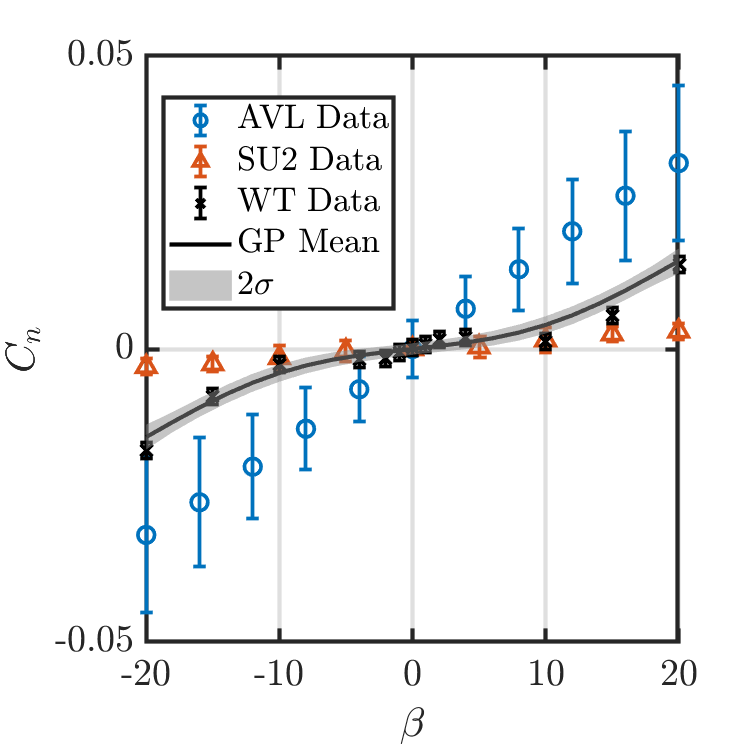 0.05
AVL Data
SU2 Data
WT Data
GP Mean
2σ
C_n
0
-0.05
-20 -10 0 10 20
β